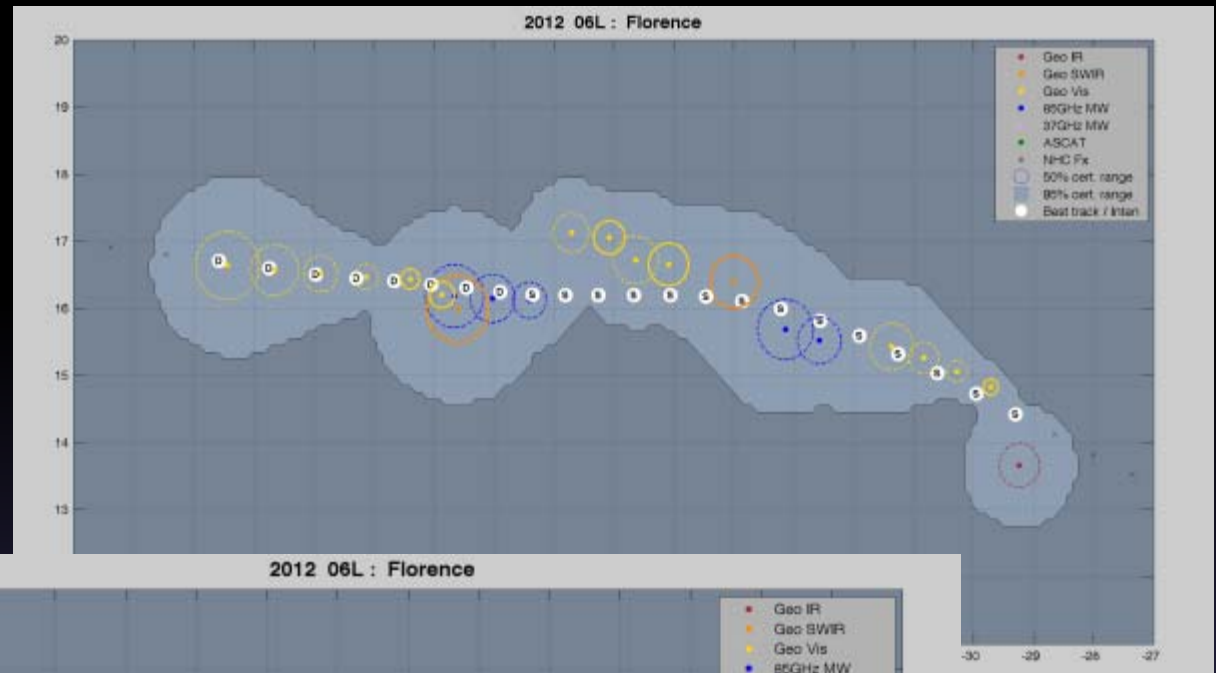 2012 06L : Florence
20
19
18
17
16
15
14
13
Geo IR
Geo SWIR
Geo Vis
85GHz MW
37GHz MW
ASCAT
NHC Fx
50% cert. range
95% cert. range
Best track / Inten
D
D
D
D
D
D
D
D
S
S
S
S
S
S
S
S
S
S
S
S
S
S
-30
-29
-28
-27
2012 06L : Florence
Geo IR
Geo SWIR
Geo Vis
85GHz MW